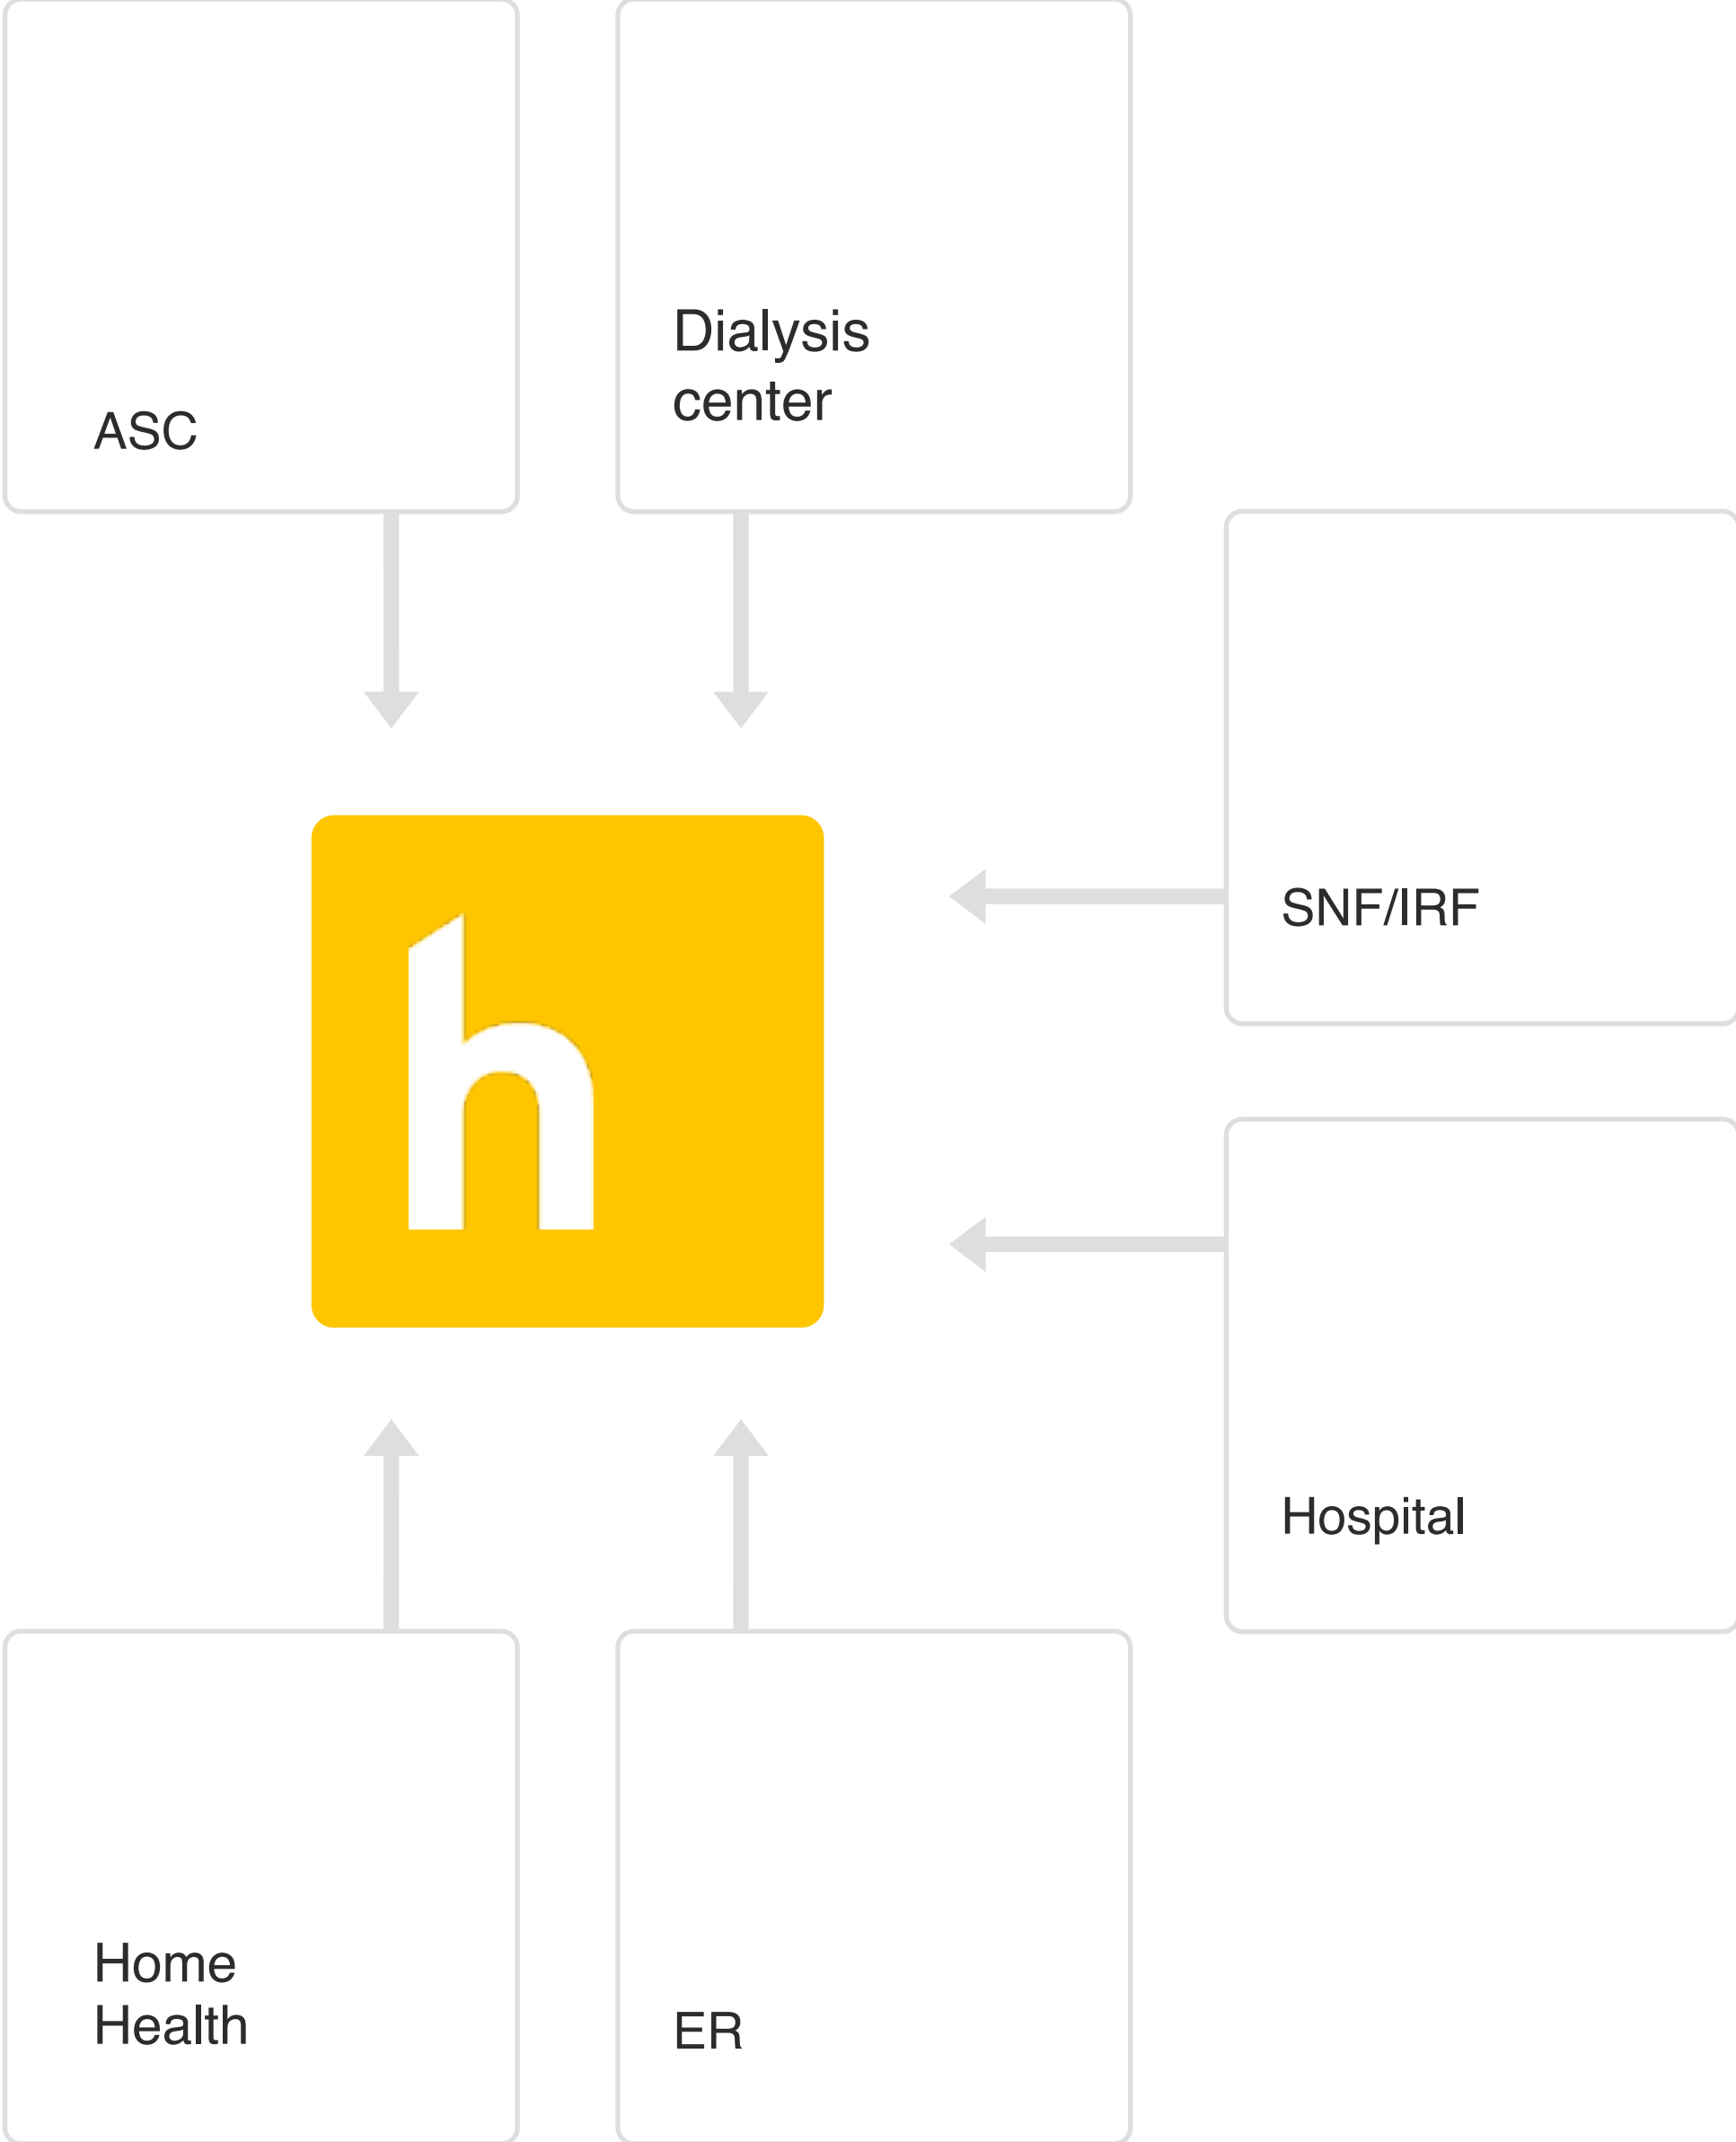 ASC
Dialysis
center
SNF/IRF
h
Hospital
Home
Health
ER